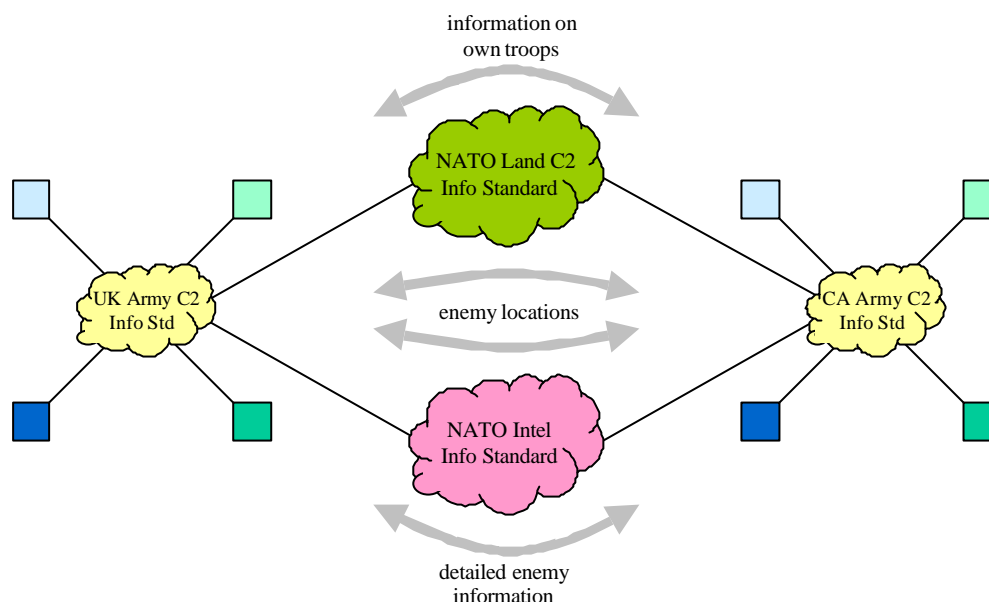 information on
own troops
NATO Land C2
Info Standard
UK Army C2
Info Std
enemy locations
CA Army C2
Info Std
NATO Intel
Info Standard
detailed enemy
information